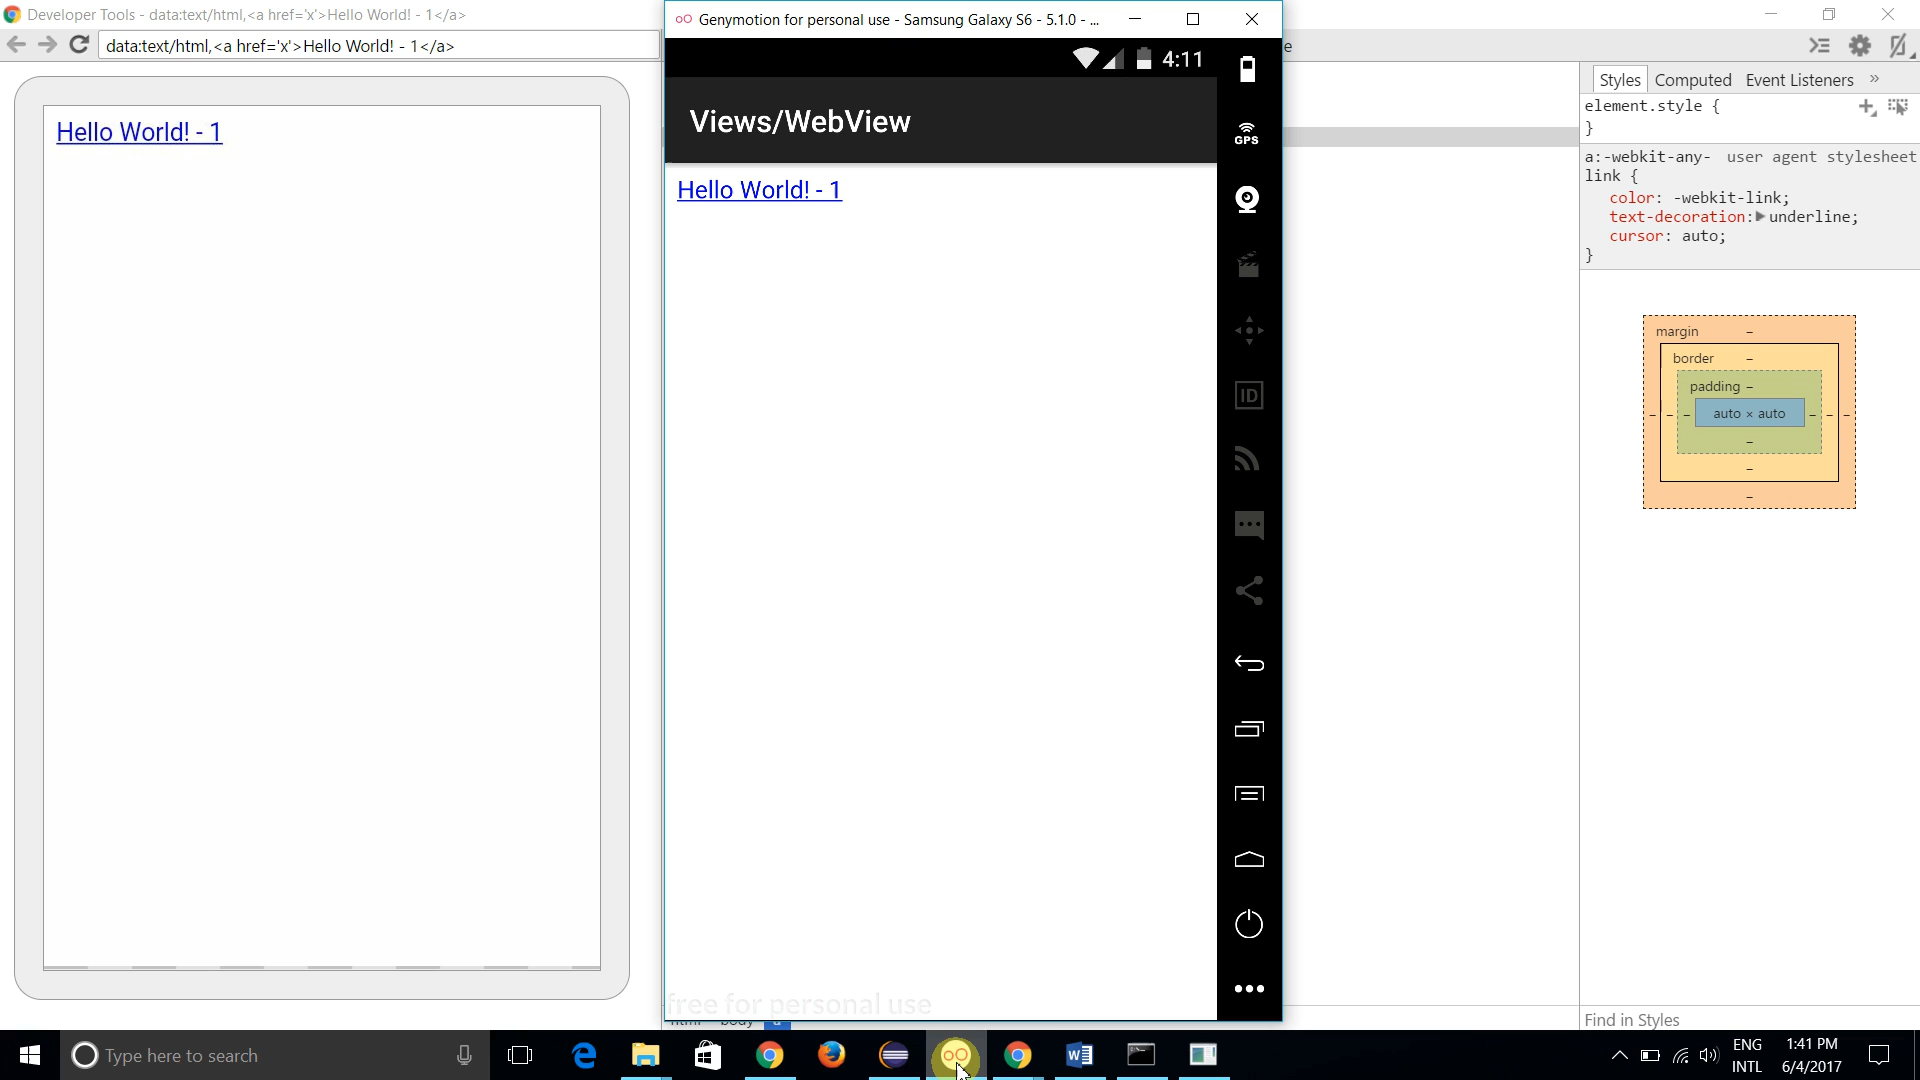 Developer Tools - data:text/html,<a href='x'>Hello World! - 1</a>
data:text/html,<a href='x'>Hello World! - 1</a>
Hello World! - 1
Genymotion for personal use - Samsung Galaxy S6 - 5.1.0 - ...
4:11
Views/WebView
Hello World! - 1
free for personal use
GPS
ID
e
Styles Computed Event Listeners »
element.style {
}
a:-webkit-any- user agent stylesheet
link {
color: -webkit-link;
text-decoration:▶underline;
cursor: auto;
}
margin –
border –
padding –
– – – auto × auto – – –
–
–
–
html body a
Find in Styles
Type here to search
ENG
INTL
1:41 PM
6/4/2017